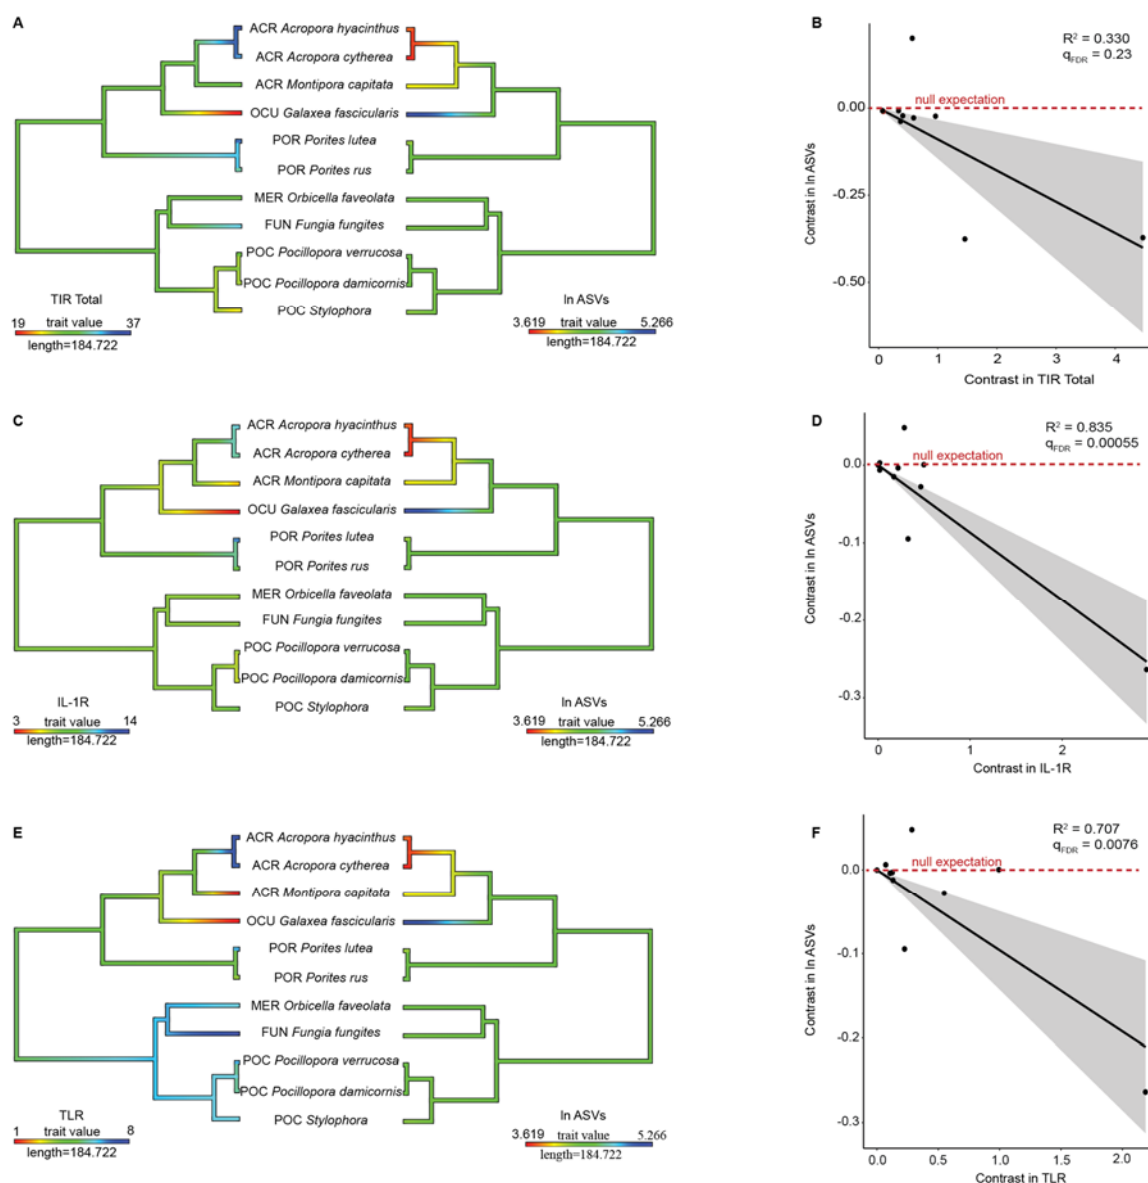 A
ACR Acropora hyacinthus
ACR Acropora cytherea
ACR Montipora capitata
OCU Galaxea fascicularis
POR Porites lutea
POR Porites rus
MER Orbicella faveolata
FUN Fungia fungites
POC Pocillopora verrucosa
POC Pocillopora damicornis
POC Stylophora
TIR Total
19 trait value 37
length=184.722
ln ASVs
3.619 trait value 5.266
length=184.722
B
R² = 0.330
qFDR = 0.23
null expectation
0.00
-0.25
-0.50
Contrast in ln ASVs
0 1 2 3 4
Contrast in TIR Total
C
ACR Acropora hyacinthus
ACR Acropora cytherea
ACR Montipora capitata
OCU Galaxea fascicularis
POR Porites lutea
POR Porites rus
MER Orbicella faveolata
FUN Fungia fungites
POC Pocillopora verrucosa
POC Pocillopora damicornis
POC Stylophora
IL-1R
3 trait value 14
length=184.722
ln ASVs
3.619 trait value 5.266
length=184.722
D
R² = 0.835
qFDR = 0.00055
null expectation
0.0
-0.1
-0.2
-0.3
Contrast in ln ASVs
0 1 2
Contrast in IL-1R
E
ACR Acropora hyacinthus
ACR Acropora cytherea
ACR Montipora capitata
OCU Galaxea fascicularis
POR Porites lutea
POR Porites rus
MER Orbicella faveolata
FUN Fungia fungites
POC Pocillopora verrucosa
POC Pocillopora damicornis
POC Stylophora
TLR
1 trait value 8
length=184.722
ln ASVs
3.619 trait value 5.266
length=184.722
F
R² = 0.707
qFDR = 0.0076
null expectation
0.0
-0.1
-0.2
-0.3
Contrast in ln ASVs
0.0 0.5 1.0 1.5 2.0
Contrast in TLR